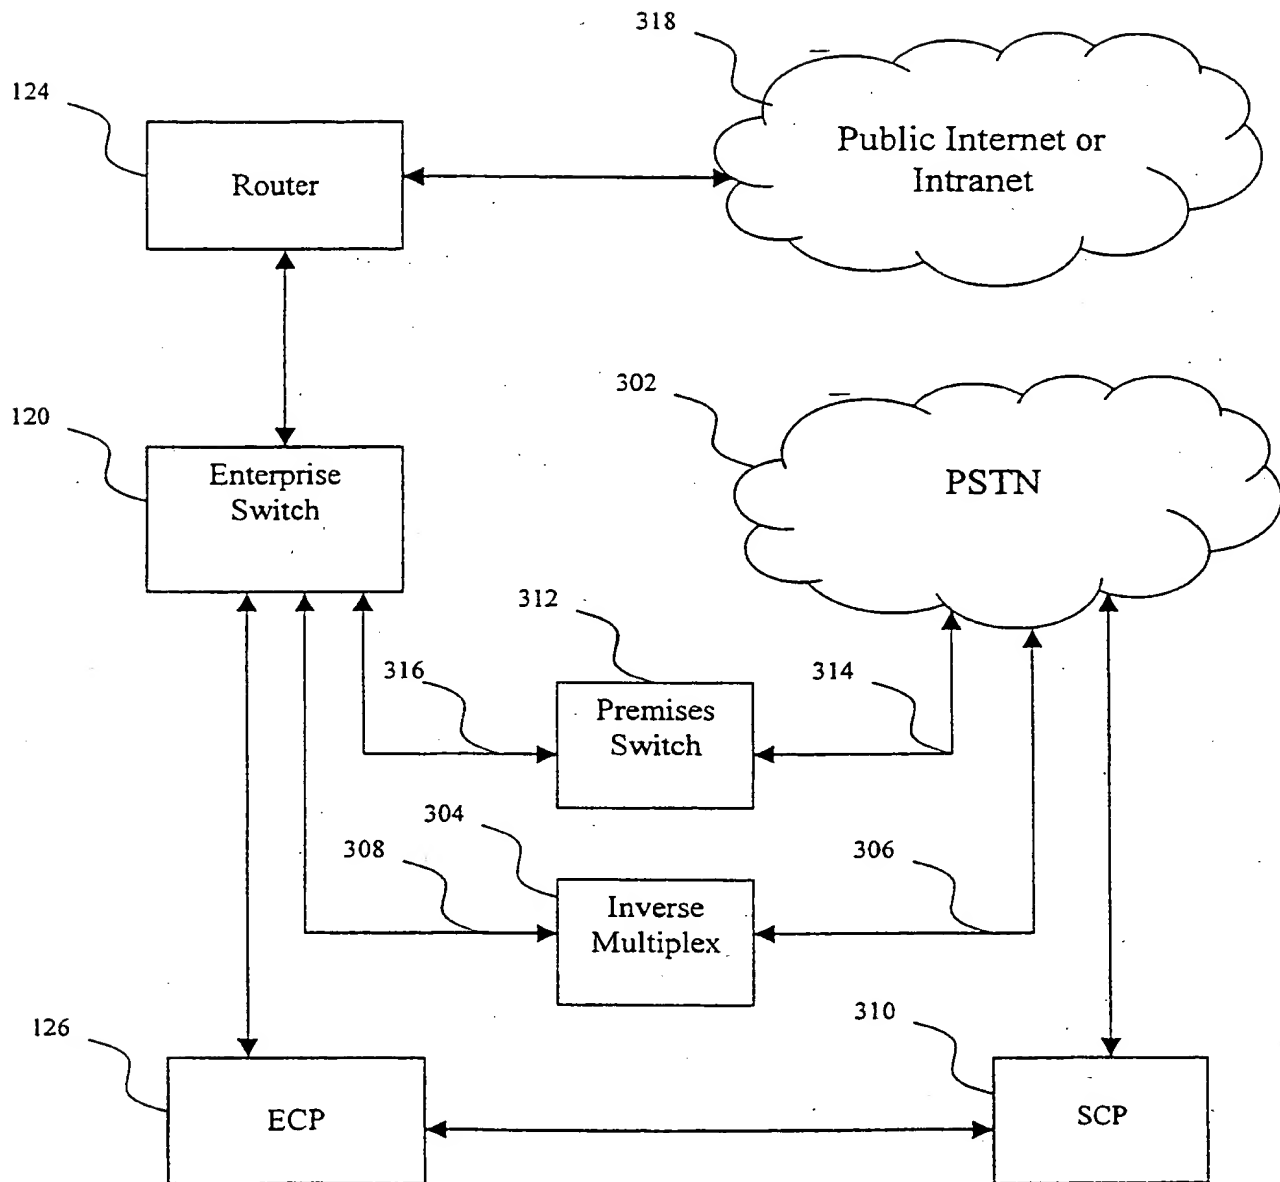 318
124
Public Internet or
Intranet
Router
302
120
Enterprise
Switch
PSTN
312
316
314
Premises
Switch
304
308
306
Inverse
Multiplex
126
310
ECP
SCP